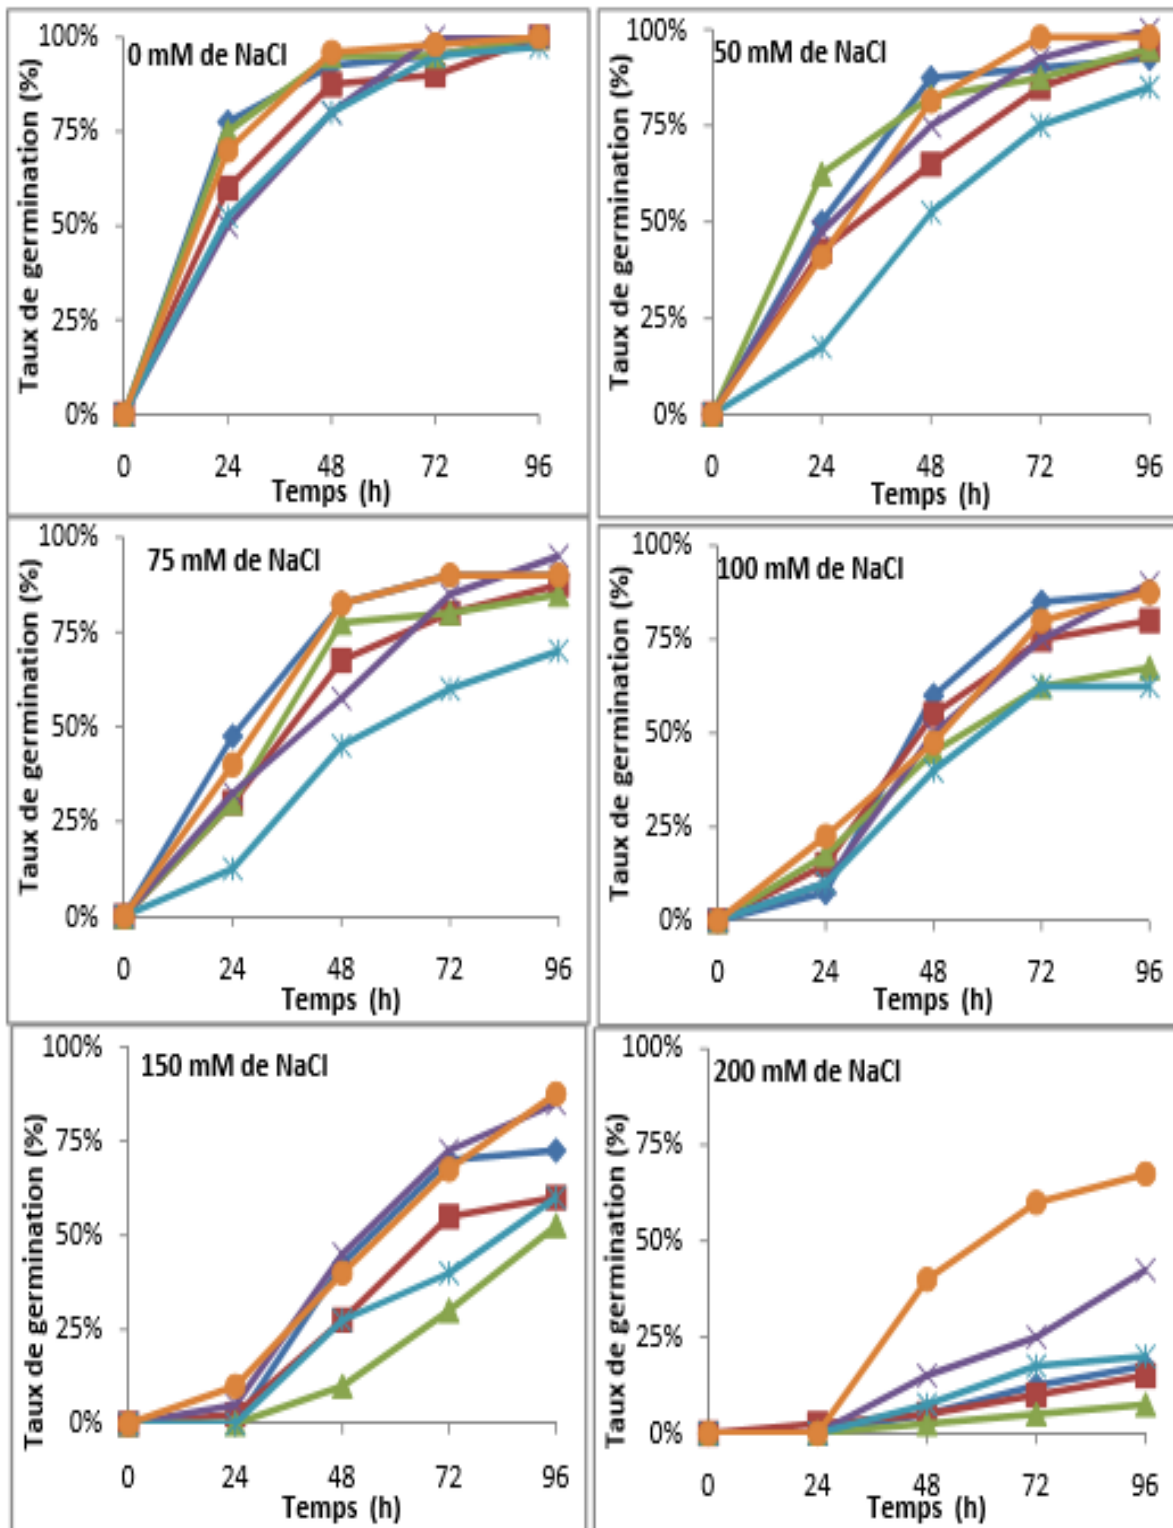 0 mM de NaCl
Taux de germination (%)
100%
75%
50%
25%
0%
0 24 48 72 96
Temps (h)
50 mM de NaCl
Taux de germination (%)
100%
75%
50%
25%
0%
0 24 48 72 96
Temps (h)
75 mM de NaCl
Taux de germination (%)
100%
75%
50%
25%
0%
0 24 48 72 96
Temps (h)
100 mM de NaCl
Taux de germination (%)
100%
75%
50%
25%
0%
0 24 48 72 96
Temps (h)
150 mM de NaCl
Taux de germination (%)
100%
75%
50%
25%
0%
0 24 48 72 96
Temps (h)
200 mM de NaCl
Taux de germination (%)
100%
75%
50%
25%
0%
0 24 48 72 96
Temps (h)